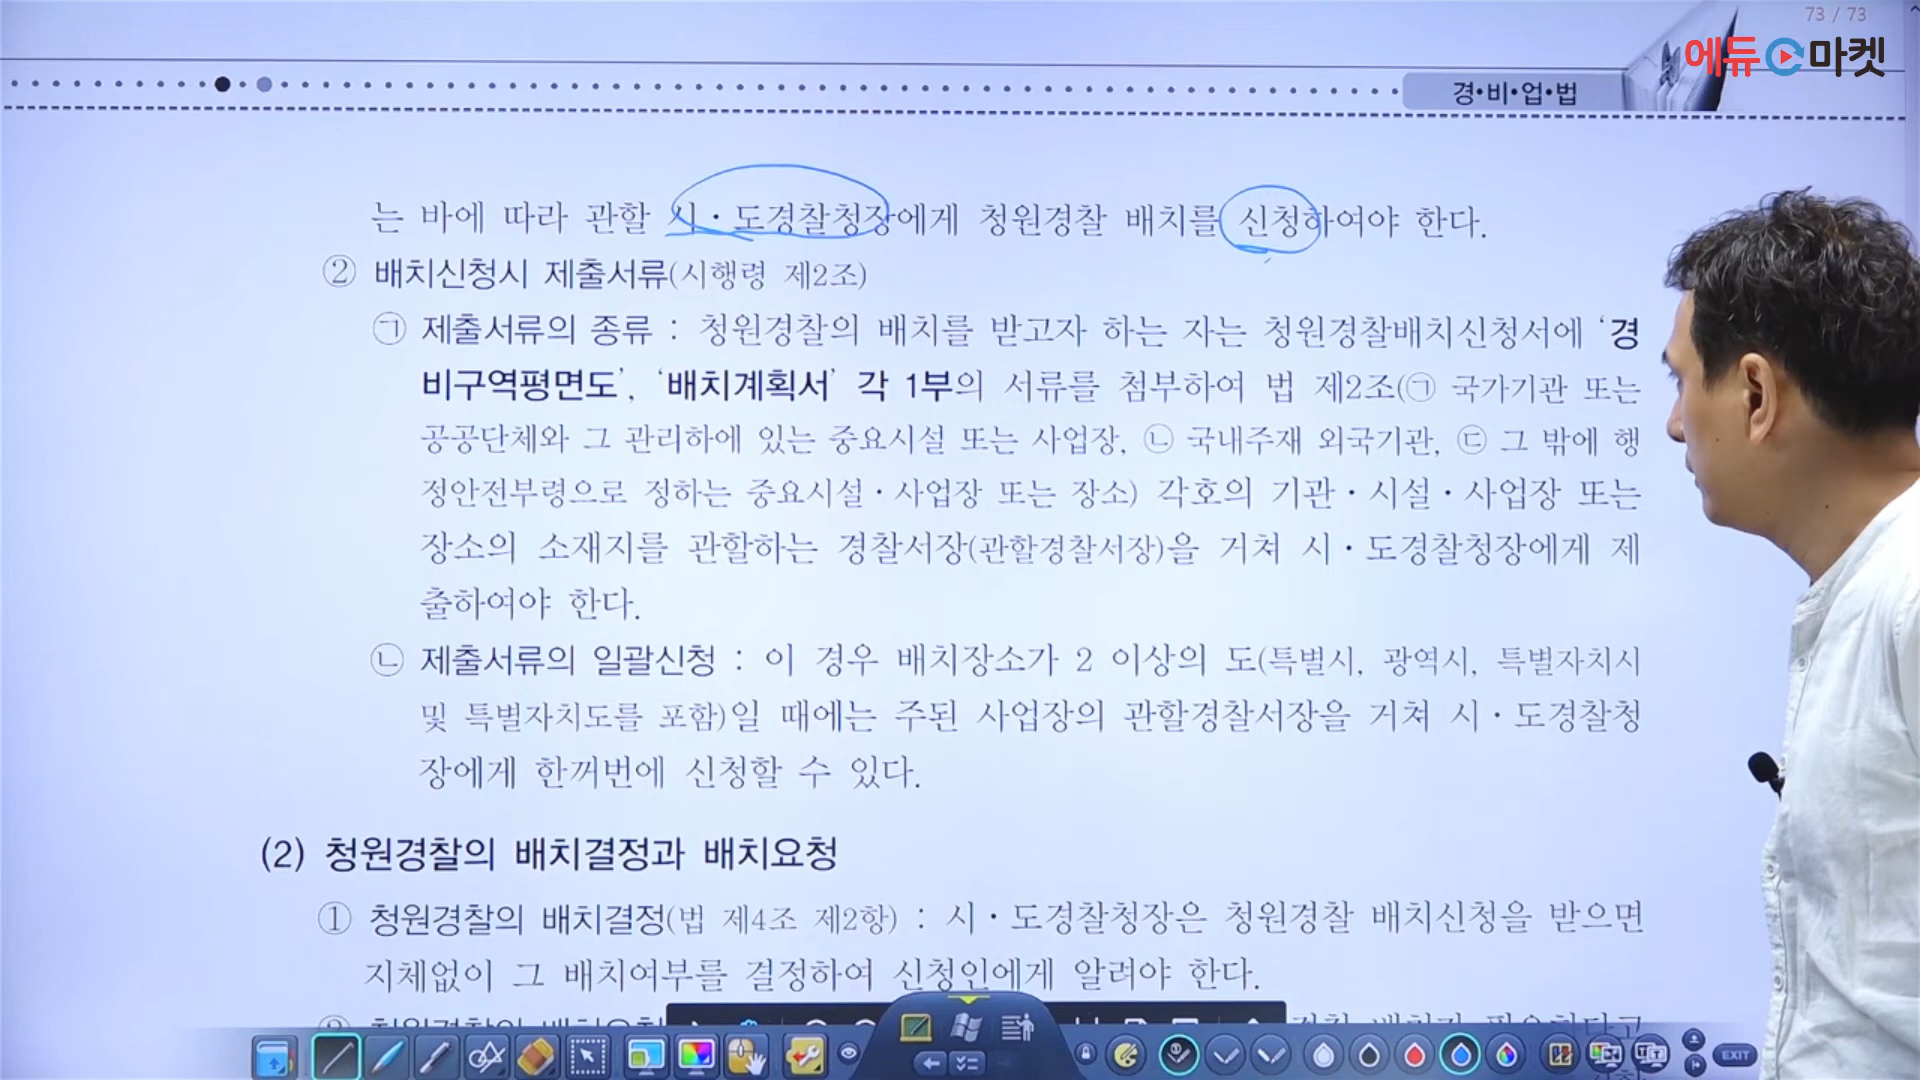 73 / 73
에듀 마켓
경•비•업•법
는 바에 따라 관할 시・도경찰청장에게 청원경찰 배치를 신청하여야 한다.
② 배치신청시 제출서류(시행령 제2조)
㉠ 제출서류의 종류 : 청원경찰의 배치를 받고자 하는 자는 청원경찰배치신청서에 ‘경
비구역평면도’, ‘배치계획서’ 각 1부의 서류를 첨부하여 법 제2조(㉠ 국가기관 또는
공공단체와 그 관리하에 있는 중요시설 또는 사업장, ㉡ 국내주재 외국기관, ㉢ 그 밖에 행
정안전부령으로 정하는 중요시설・사업장 또는 장소) 각호의 기관・시설・사업장 또는
장소의 소재지를 관할하는 경찰서장(관할경찰서장)을 거쳐 시・도경찰청장에게 제
출하여야 한다.
㉡ 제출서류의 일괄신청 : 이 경우 배치장소가 2 이상의 도(특별시, 광역시, 특별자치시
및 특별자치도를 포함)일 때에는 주된 사업장의 관할경찰서장을 거쳐 시・도경찰청
장에게 한꺼번에 신청할 수 있다.
(2) 청원경찰의 배치결정과 배치요청
① 청원경찰의 배치결정(법 제4조 제2항) : 시・도경찰청장은 청원경찰 배치신청을 받으면
지체없이 그 배치여부를 결정하여 신청인에게 알려야 한다.
EXIT